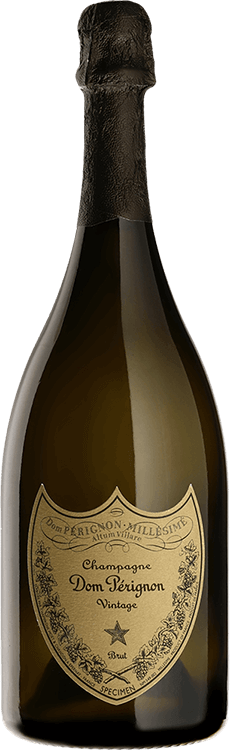 Dom PÉRIGNON - MILLÉSIME
Altum Villare
Champagne
Dom Pérignon
Vintage
Brut
SPECIMEN